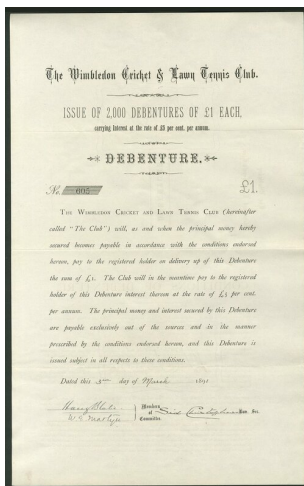 The Wimbledon Cricket & Lawn Tennis Club.
ISSUE OF 2,000 DEBENTURES OF £1 EACH,
carrying Interest at the rate of £5 per cent. per annum.
DEBENTURE.
No. 605 £1.
THE WIMBLEDON CRICKET AND LAWN TENNIS CLUB (hereinafter
called "The Club") will, as and when the principal money hereby
secured becomes payable in accordance with the conditions endorsed
hereon, pay to the registered holder on delivery up of this Debenture
the sum of £1. The Club will in the meantime pay to the registered
holder of this Debenture interest thereon at the rate of £5 per cent.
per annum. The principal money and interest secured by this Debenture
are payable exclusively out of the sources and in the manner
prescribed by the conditions endorsed hereon, and this Debenture is
issued subject in all respects to these conditions.
Dated this day of March 1891
Members
of
Committee.
Hon. Sec.